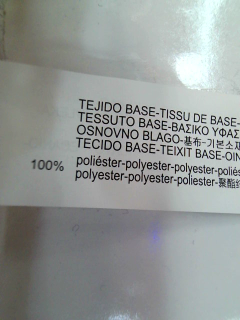 TEJIDO BASE-TISSU DE BASE-
TESSUTO BASE-ΒΑΣΙΚΟ ΥΦΑΣ
OSNOVNO BLAGO-基布-기본소재
TECIDO BASE-TEIXIT BASE-OIN
100% poliéster-polyester-polyester-poliés
polyester-polyester-poliester-聚酯纤